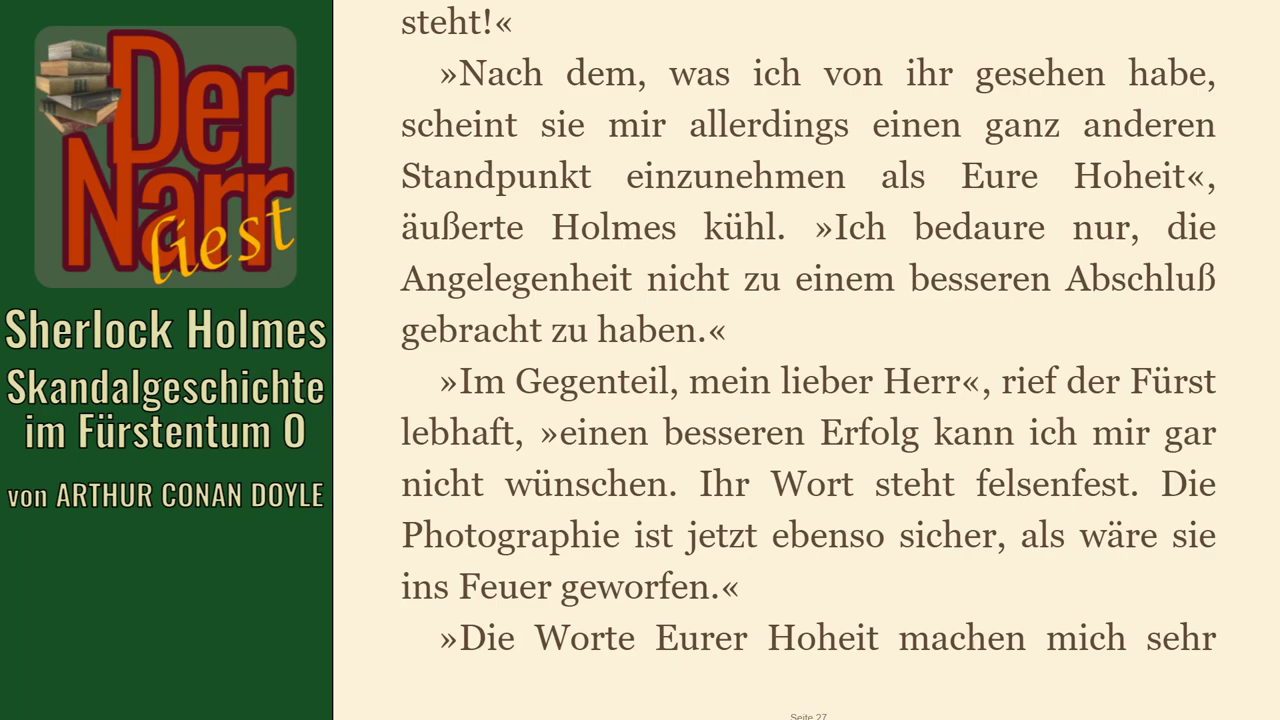 Der
Narr
liest
Sherlock Holmes
Skandalgeschichte
im Fürstentum O
von ARTHUR CONAN DOYLE
steht!«
»Nach dem, was ich von ihr gesehen habe,
scheint sie mir allerdings einen ganz anderen
Standpunkt einzunehmen als Eure Hoheit«,
äußerte Holmes kühl. »Ich bedaure nur, die
Angelegenheit nicht zu einem besseren Abschluß
gebracht zu haben.«
»Im Gegenteil, mein lieber Herr«, rief der Fürst
lebhaft, »einen besseren Erfolg kann ich mir gar
nicht wünschen. Ihr Wort steht felsenfest. Die
Photographie ist jetzt ebenso sicher, als wäre sie
ins Feuer geworfen.«
»Die Worte Eurer Hoheit machen mich sehr
Seite 27